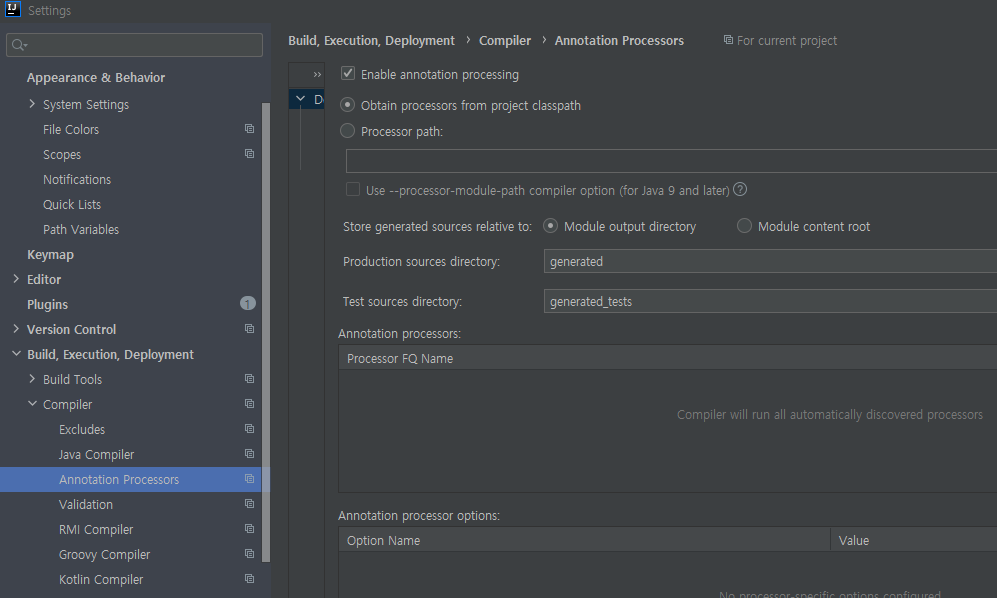 Settings
Appearance & Behavior
System Settings
File Colors
Scopes
Notifications
Quick Lists
Path Variables
Keymap
Editor
Plugins 1
Version Control
Build, Execution, Deployment
Build Tools
Compiler
Excludes
Java Compiler
Annotation Processors
Validation
RMI Compiler
Groovy Compiler
Kotlin Compiler
Build, Execution, Deployment › Compiler › Annotation Processors For current project
Enable annotation processing
Obtain processors from project classpath
Processor path:
Use --processor-module-path compiler option (for Java 9 and later) ?
Store generated sources relative to: Module output directory Module content root
Production sources directory: generated
Test sources directory: generated_tests
Annotation processors:
Processor FQ Name
Compiler will run all automatically discovered processors
Annotation processor options:
Option Name Value
No processor-specific options configured